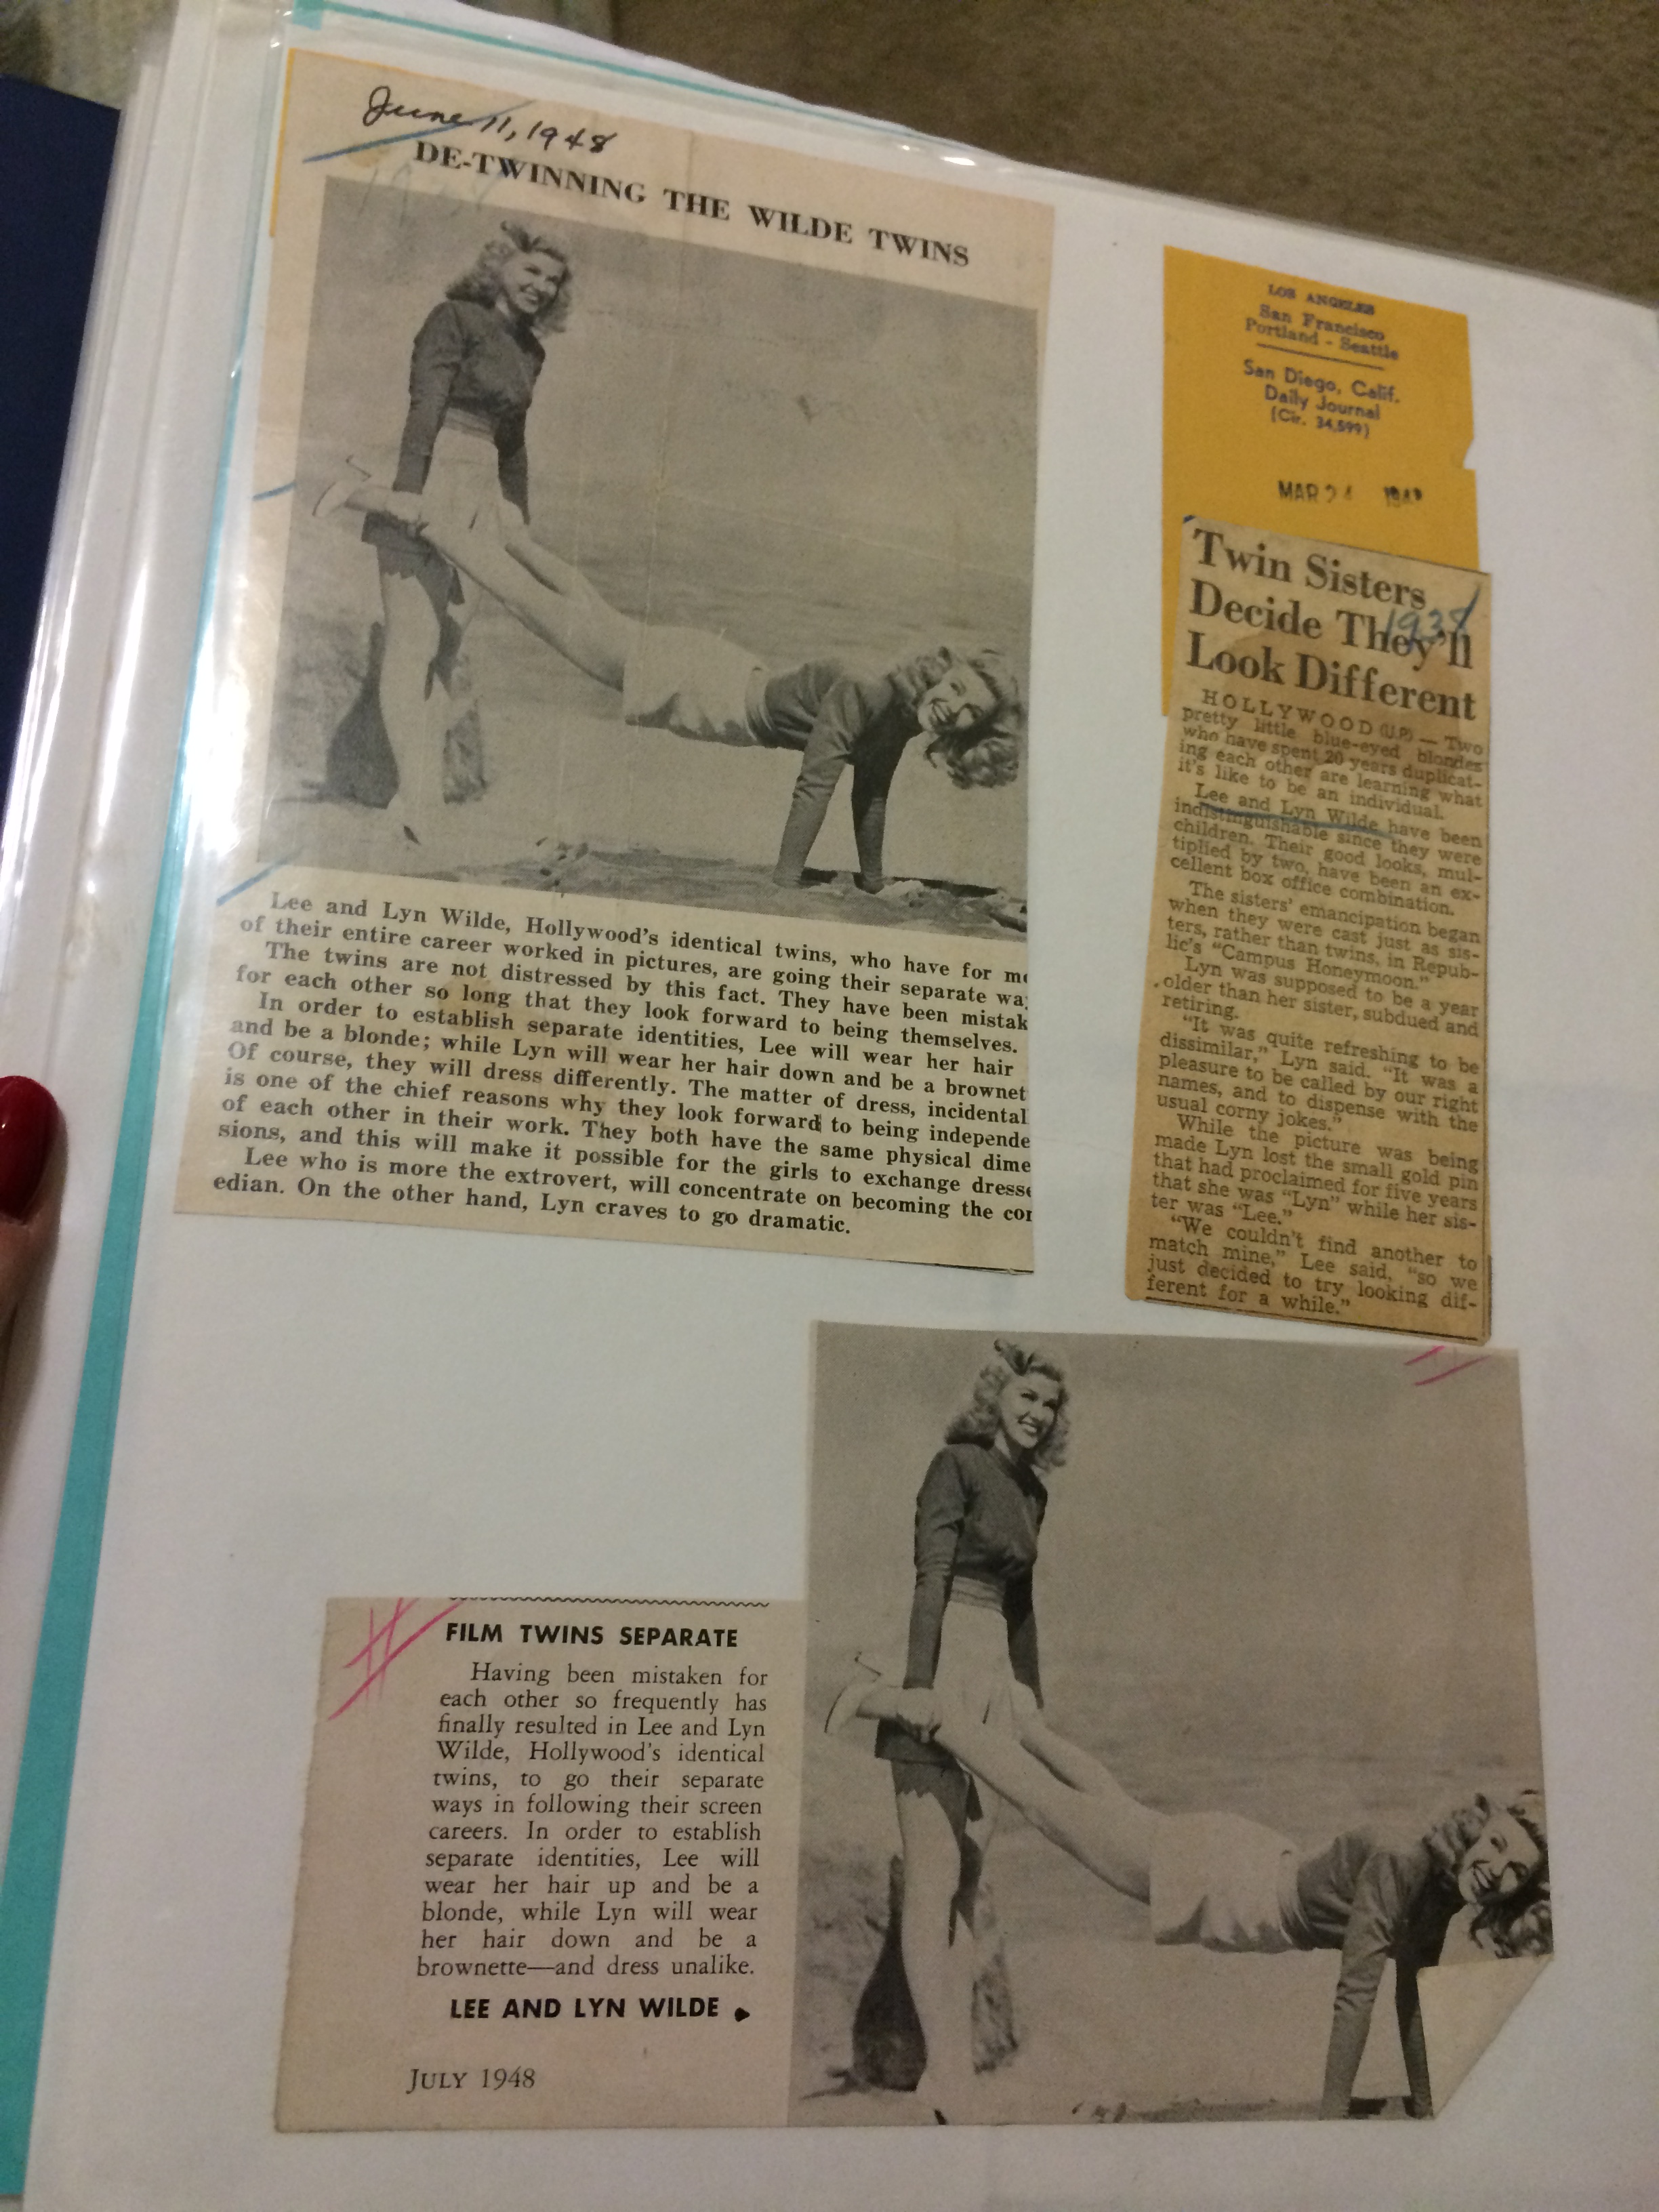 June 11, 1948
DE-TWINNING THE WILDE TWINS
Lee and Lyn Wilde, Hollywood's identical twins, who have for
of their entire career worked in pictures, are going their separate
The twins are not distressed by this fact. They have been mistak
for each other so long that they look forward to being themselves.
In order to establish separate identities, Lee will wear her hair
and be a blonde; while Lyn will wear her hair down and be a brownet
Of course, they will dress differently. The matter of dress, incidental
is one of the chief reasons why they look forward to being independe
of each other in their work. They both have the same physical dime
sions, and this will make it possible for the girls to exchange dress
Lee who is more the extrovert, will concentrate on becoming the
edian. On the other hand, Lyn craves to go dramatic.
LOS ANGELES
San Francisco
Portland - Seattle
San Diego, Calif.
Daily Journal
(Cir. 34,599)
MAR 24
Twin Sisters
Decide They'll
Look Different
HOLLYWOOD (U.P.) — Two
pretty little blue-eyed blondes
who have spent 20 years duplicat-
ing each other are learning what
it's like to be an individual.
Lee and Lyn Wilde have been
indistinguishable since they were
children. Their good looks, mul-
tiplied by two, have been an ex-
cellent box office combination.
The sisters' emancipation began
when they were cast just as sis-
ters, rather than twins, in Repub-
lic's "Campus Honeymoon."
Lyn was supposed to be a year
older than her sister, subdued and
retiring.
"It was quite refreshing to be
dissimilar," Lyn said. "It was a
pleasure to be called by our right
names, and to dispense with the
usual corny jokes."
While the picture was being
made Lyn lost the small gold pin
that had proclaimed for five years
that she was "Lyn" while her sis-
ter was "Lee."
"We couldn't find another to
match mine," Lee said, "so we
just decided to try looking dif-
ferent for a while."
FILM TWINS SEPARATE
Having been mistaken for
each other so frequently has
finally resulted in Lee and Lyn
Wilde, Hollywood's identical
twins, to go their separate
ways in following their screen
careers. In order to establish
separate identities, Lee will
wear her hair up and be a
blonde, while Lyn will wear
her hair down and be a
brownette—and dress unalike.
LEE AND LYN WILDE
JULY 1948